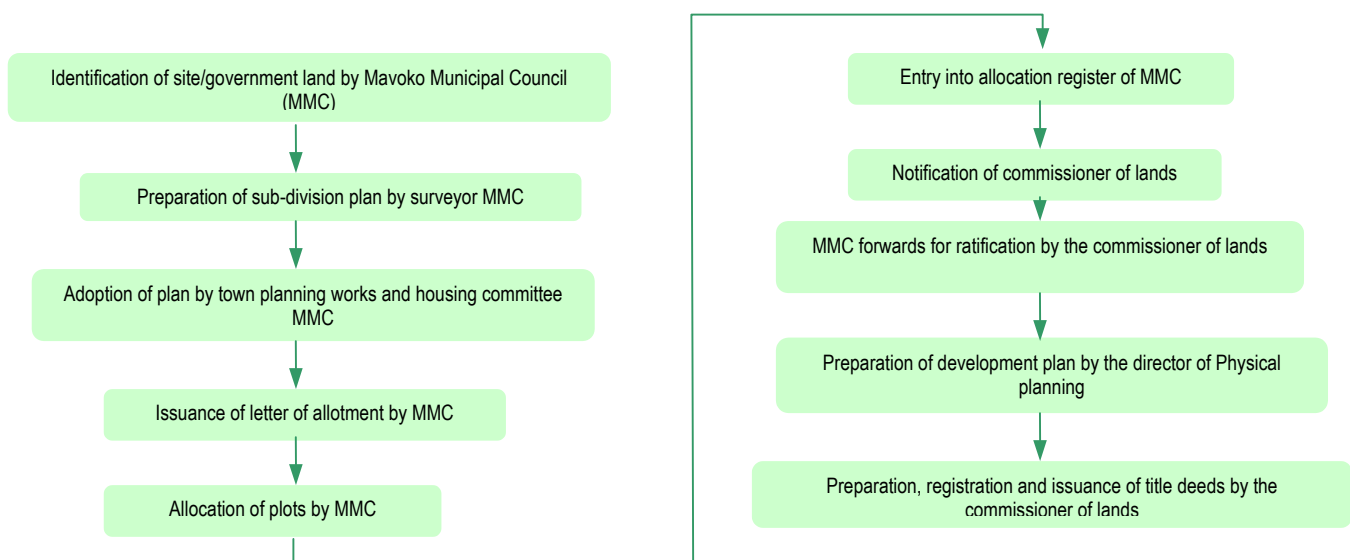 Identification of site/government land by Mavoko Municipal Council
(MMC)
Preparation of sub-division plan by surveyor MMC
Adoption of plan by town planning works and housing committee
MMC
Issuance of letter of allotment by MMC
Allocation of plots by MMC
Entry into allocation register of MMC
Notification of commissioner of lands
MMC forwards for ratification by the commissioner of lands
Preparation of development plan by the director of Physical
planning
Preparation, registration and issuance of title deeds by the
commissioner of lands